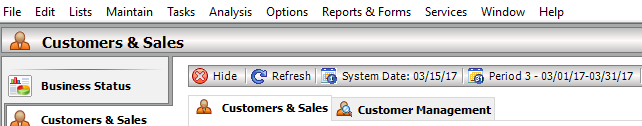 File Edit Lists Maintain Tasks Analysis Options Reports & Forms Services Window Help
Customers & Sales
Business Status
Customers & Sales
Hide Refresh System Date: 03/15/17 Period 3 - 03/01/17-03/31/17
Customers & Sales Customer Management